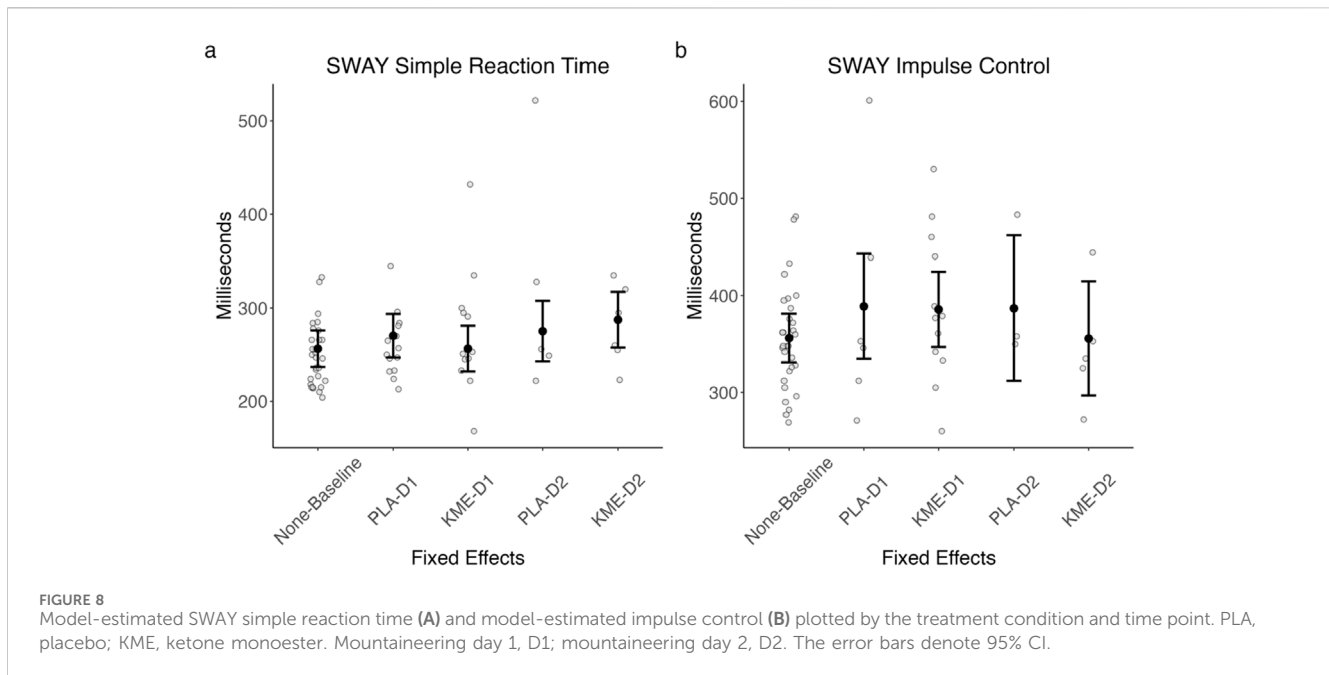 a
SWAY Simple Reaction Time
500
400
300
200
Milliseconds
None-Baseline
PLA-D1
KME-D1
PLA-D2
KME-D2
Fixed Effects
b
SWAY Impulse Control
600
500
400
300
Milliseconds
None-Baseline
PLA-D1
KME-D1
PLA-D2
KME-D2
Fixed Effects
FIGURE 8
Model-estimated SWAY simple reaction time (A) and model-estimated impulse control (B) plotted by the treatment condition and time point. PLA,
placebo; KME, ketone monoester. Mountaineering day 1, D1; mountaineering day 2, D2. The error bars denote 95% CI.